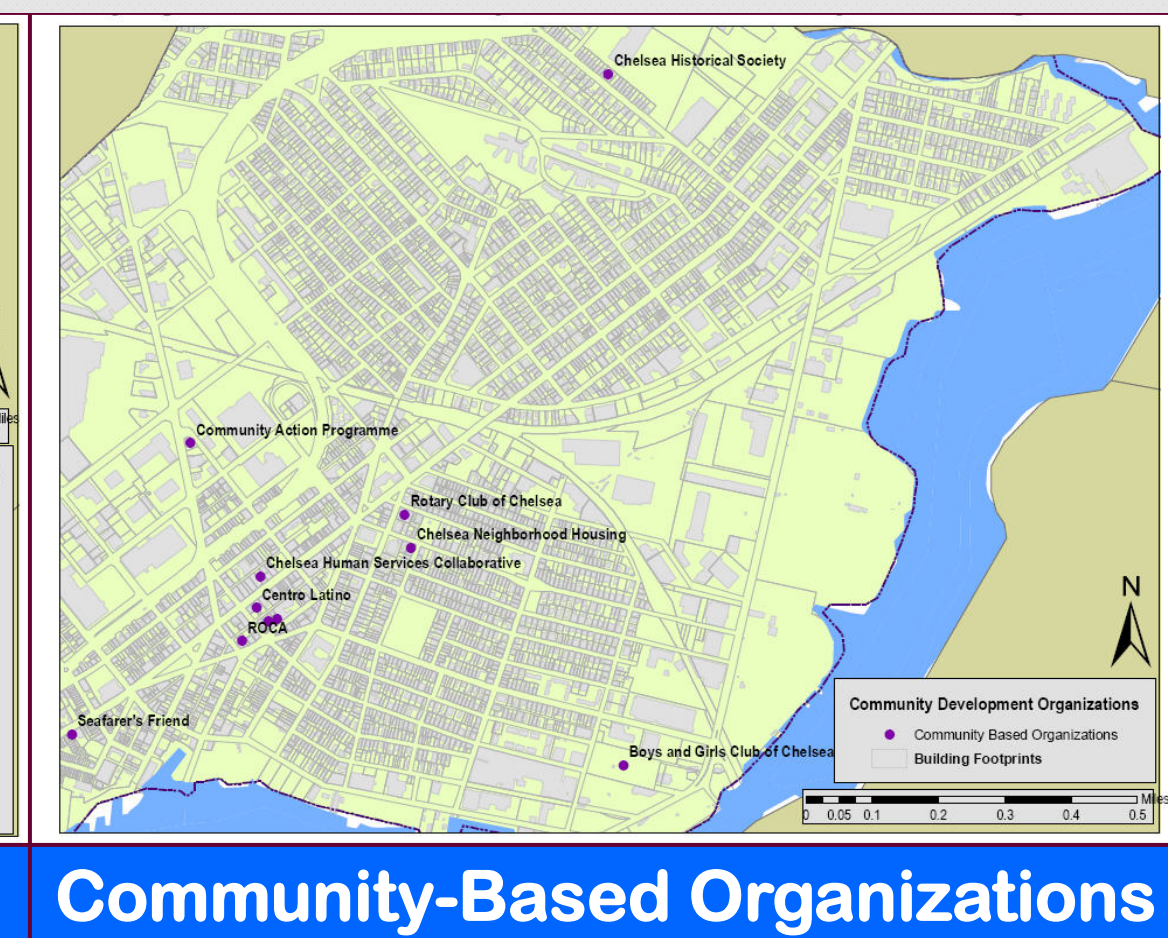 Chelsea Historical Society
Community Action Programme
Rotary Club of Chelsea
Chelsea Neighborhood Housing
Chelsea Human Services Collaborative
Centro Latino
ROCA
Seafarer's Friend
Boys and Girls Club of Chelsea
N
Community Development Organizations
Community Based Organizations
Building Footprints
Miles
0 0.05 0.1 0.2 0.3 0.4 0.5
Community-Based Organizations